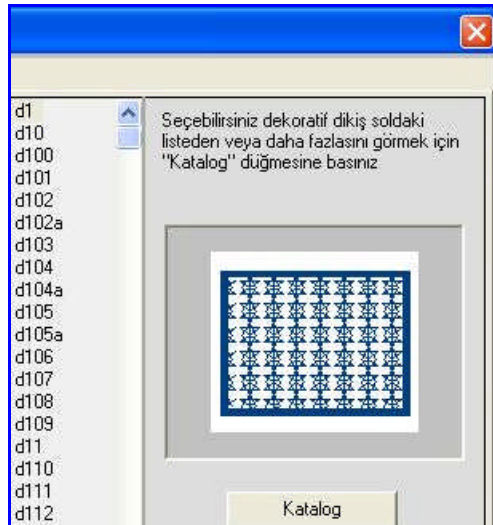 d1
d10
d100
d101
d102
d102a
d103
d104
d104a
d105
d105a
d106
d107
d108
d109
d11
d110
d111
d112
Seçebilirsiniz dekoratif dikiş soldaki
listeden veya daha fazlasını görmek için
"Katalog" düğmesine basınız
Katalog